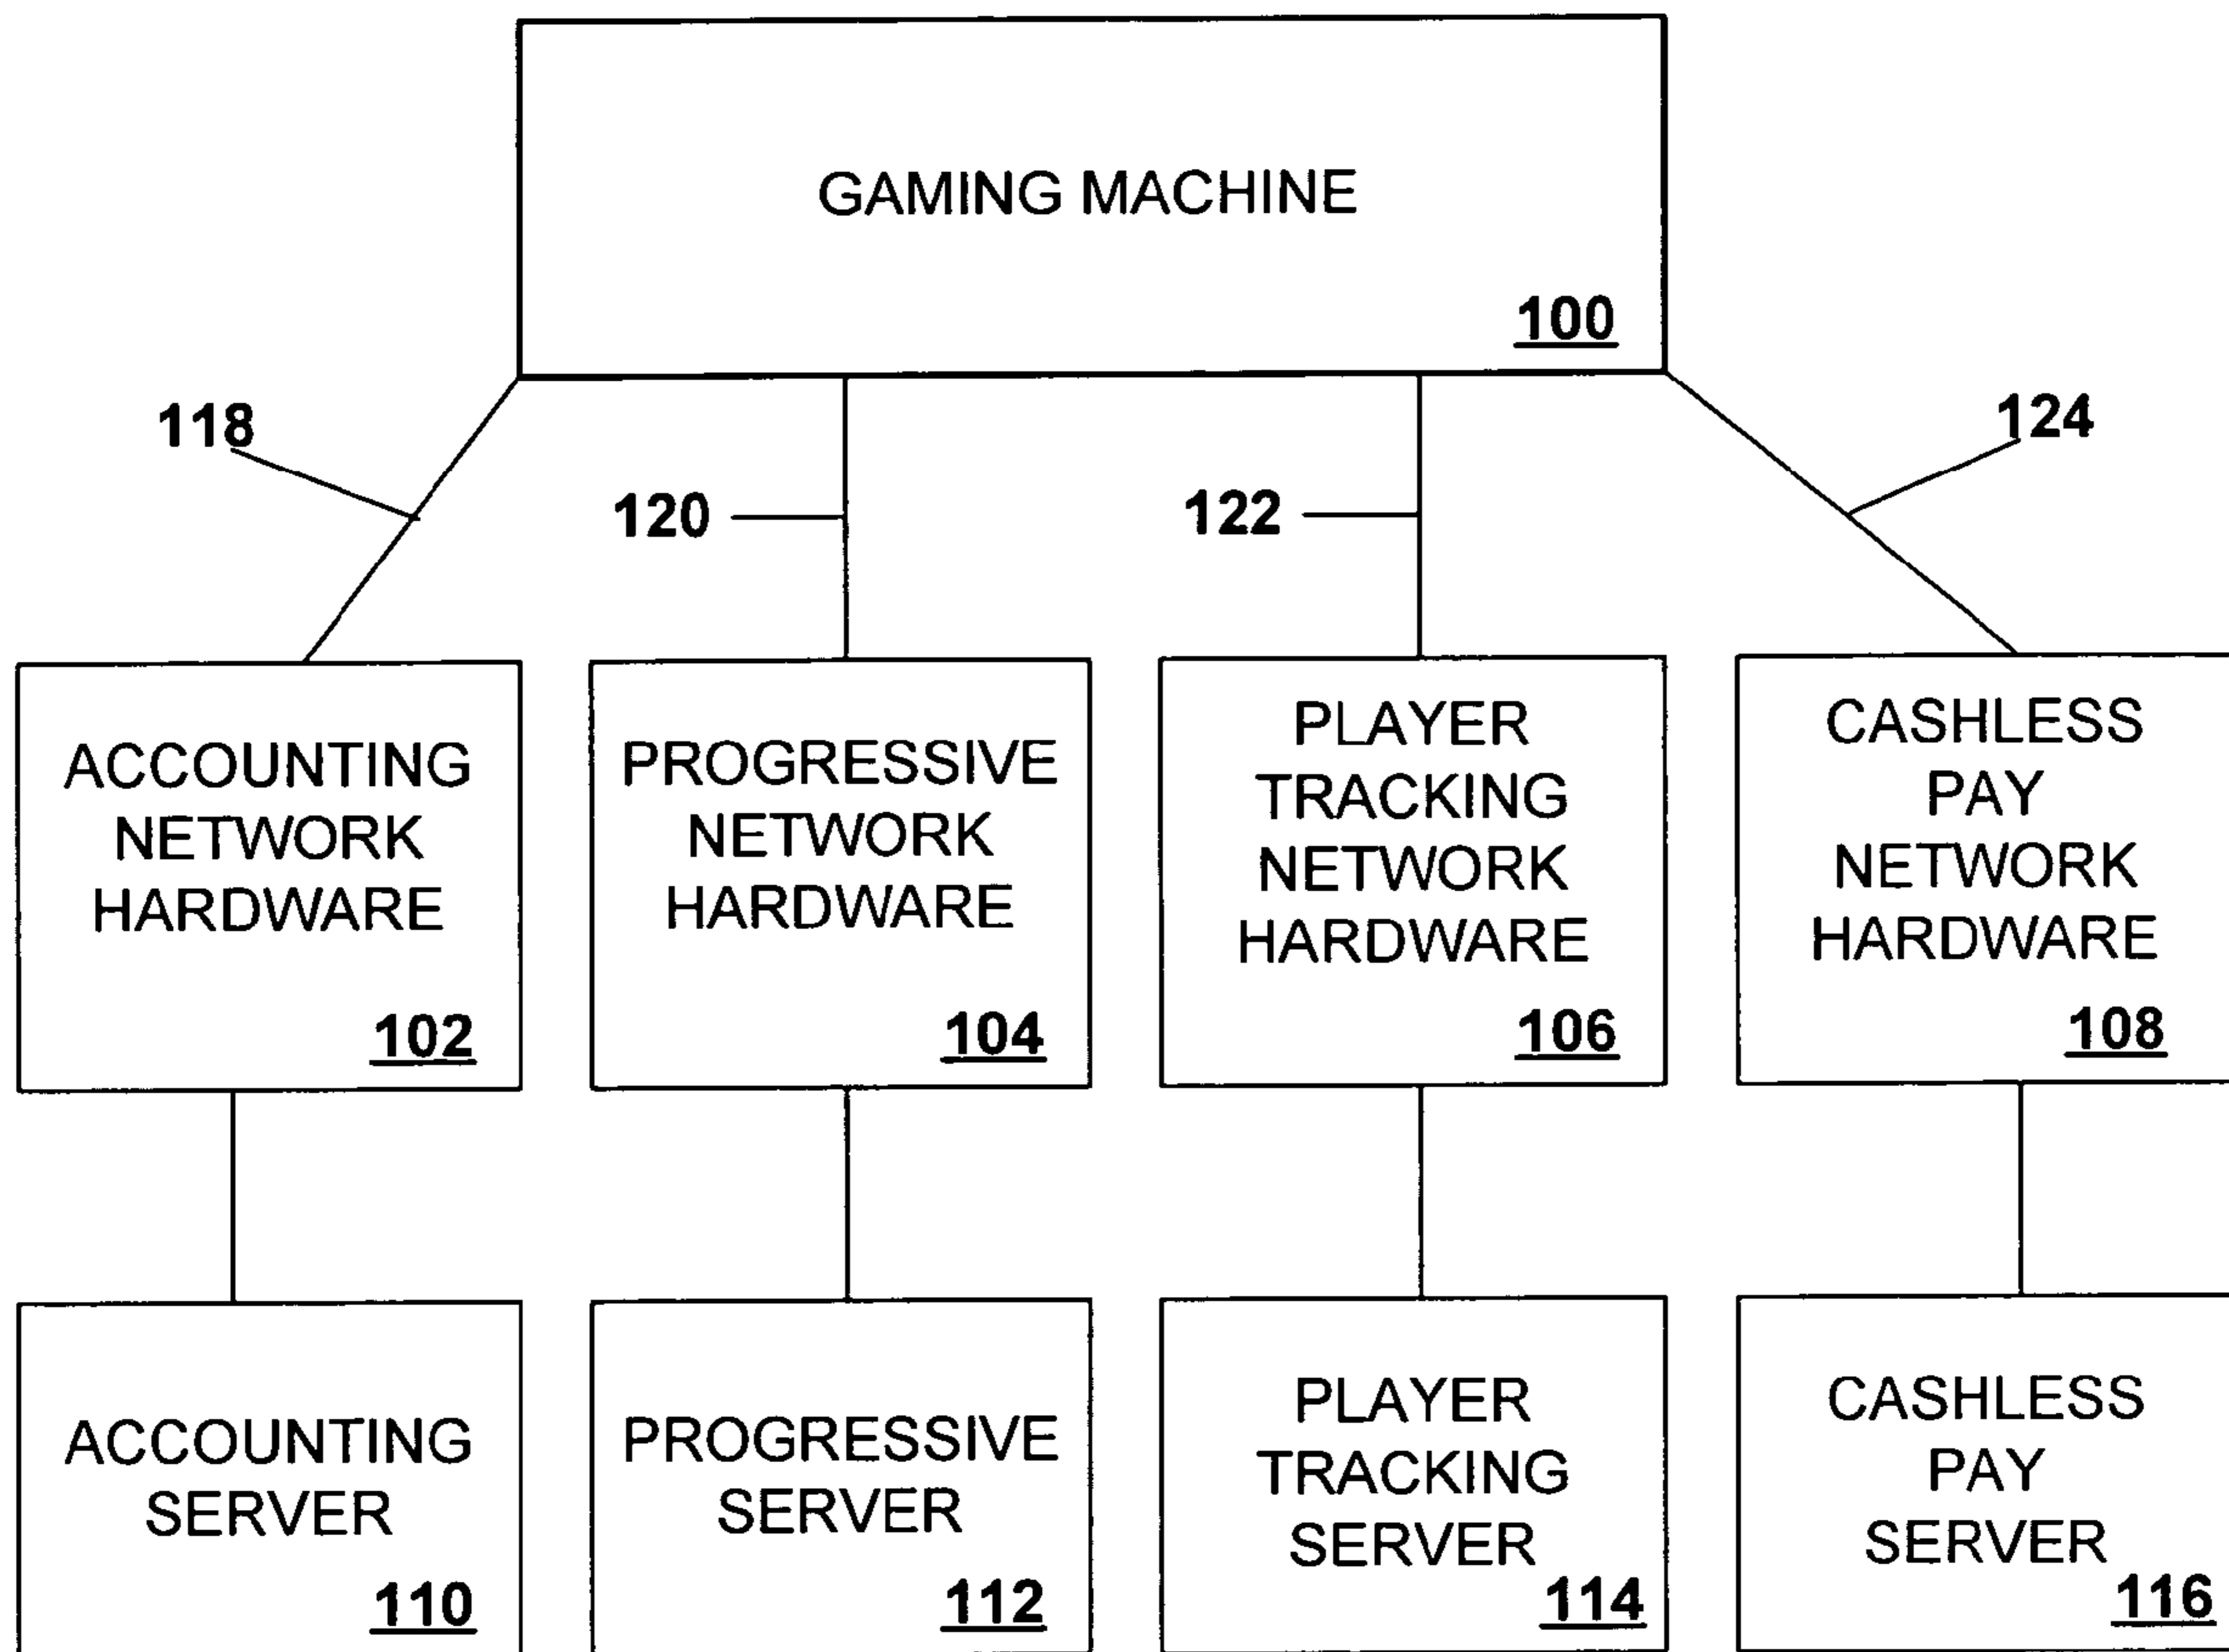 GAMING MACHINE
100
118
120
122
124
ACCOUNTING
NETWORK
HARDWARE
102
PROGRESSIVE
NETWORK
HARDWARE
104
PLAYER
TRACKING
NETWORK
HARDWARE
106
CASHLESS
PAY
NETWORK
HARDWARE
108
ACCOUNTING
SERVER
110
PROGRESSIVE
SERVER
112
PLAYER
TRACKING
SERVER
114
CASHLESS
PAY
SERVER
116